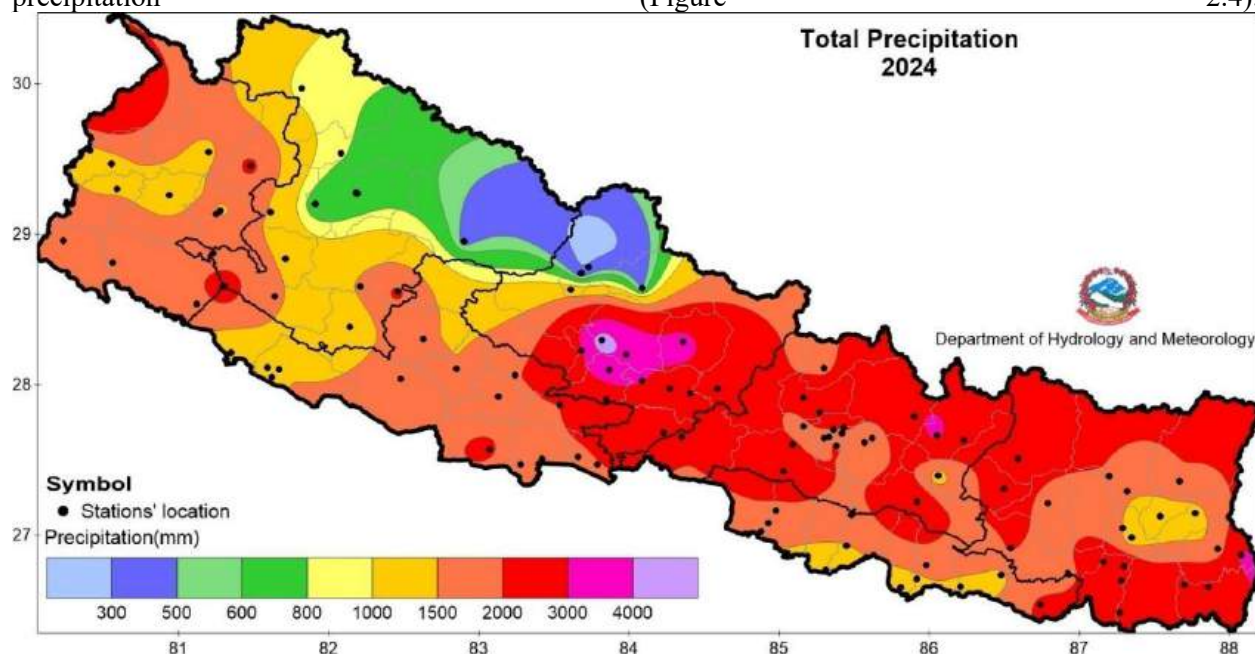 precipitation (Figure 2.4)
Total Precipitation
2024
30
29
28
27
Department of Hydrology and Meteorology
Symbol
Stations' location
Precipitation(mm)
300 500 600 800 1000 1500 2000 3000 4000
81 82 83 84 85 86 87 88